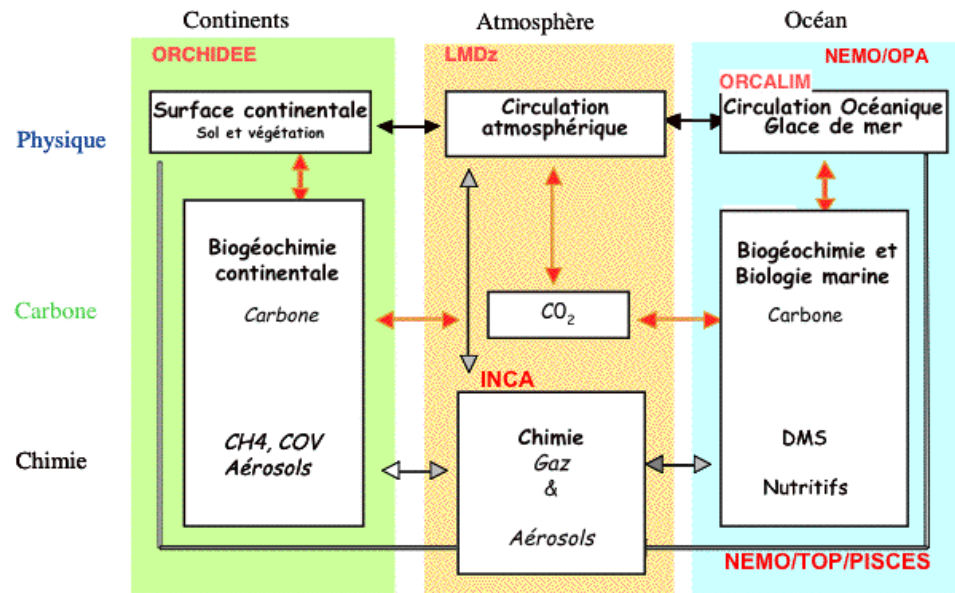 Continents
Atmosphère
Océan
ORCHIDEE
LMDz
NEMO/OPA
ORCALIM
Physique
Surface continentale
Sol et végétation
Circulation
atmosphérique
Circulation Océanique
Glace de mer
Biogéochimie
continentale
Carbone
Biogéochimie et
Biologie marine
Carbone
Carbone
CO₂
INCA
Chimie
CH4, COV
Aérosols
Chimie
Gaz
&
Aérosols
DMS
Nutritifs
NEMO/TOP/PISCES